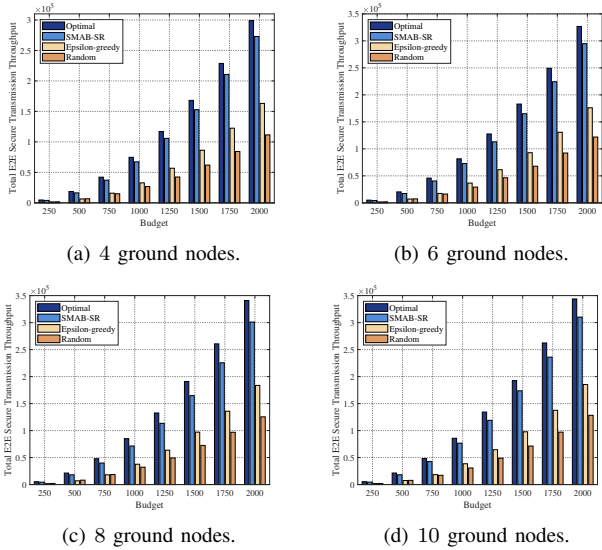 ×10^5
Total E2E Secure Transmission Throughput
3
2.5
2
1.5
1
0.5
0
Optimal
SMAB-SR
Epsilon-greedy
Random
250 500 750 1000 1250 1500 1750 2000
Budget
(a) 4 ground nodes.
×10^5
Total E2E Secure Transmission Throughput
3.5
3
2.5
2
1.5
1
0.5
0
Optimal
SMAB-SR
Epsilon-greedy
Random
250 500 750 1000 1250 1500 1750 2000
Budget
(b) 6 ground nodes.
×10^5
Total E2E Secure Transmission Throughput
3.5
3
2.5
2
1.5
1
0.5
0
Optimal
SMAB-SR
Epsilon-greedy
Random
250 500 750 1000 1250 1500 1750 2000
Budget
(c) 8 ground nodes.
×10^5
Total E2E Secure Transmission Throughput
3.5
3
2.5
2
1.5
1
0.5
0
Optimal
SMAB-SR
Epsilon-greedy
Random
250 500 750 1000 1250 1500 1750 2000
Budget
(d) 10 ground nodes.